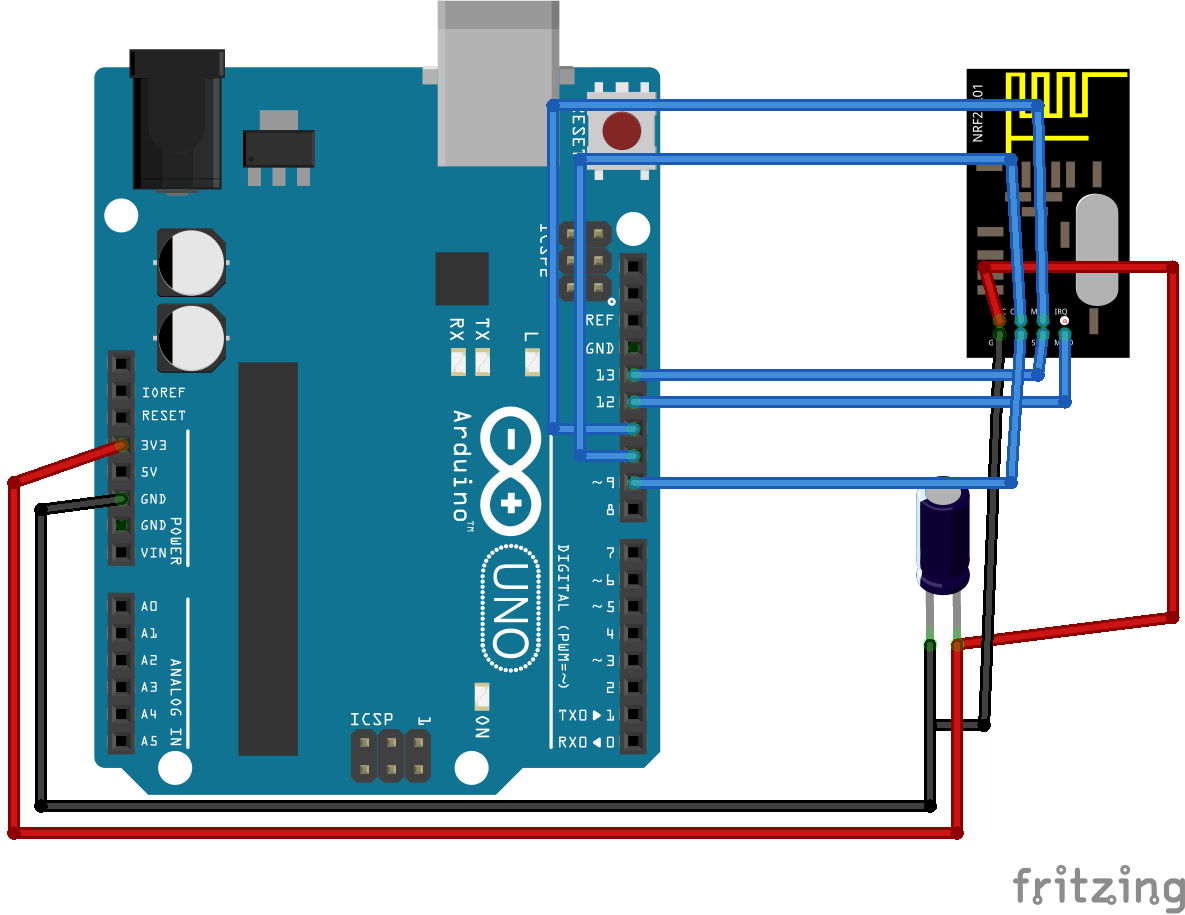 RESET
NRF24L01
ICSP2
REF
GND
13
12
~9
8
7
~6
~5
4
~3
2
TX0▶1
RX0◀0
DIGITAL (PWM=~)
RX
TX
L
Arduino™
UNO
IOREF
RESET
3V3
5V
GND
GND
VIN
POWER
A0
A1
A2
A3
A4
A5
ANALOG IN
ICSP
1
ON
IRQ
fritzing